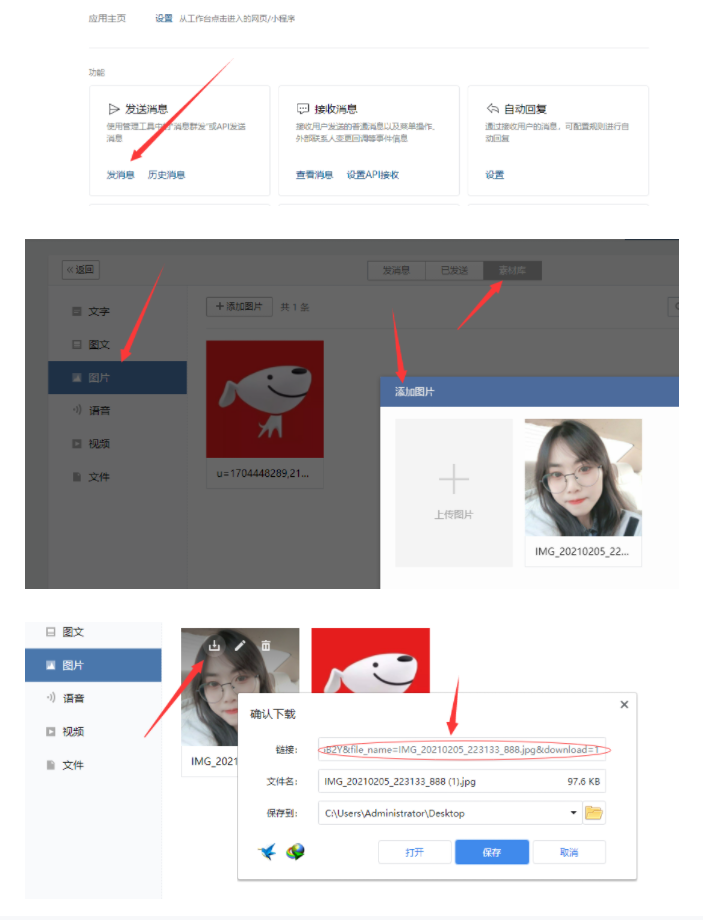 应用主页 设置 从工作台点击进入的网页/小程序
功能
发送消息 接收消息 自动回复
使用管理工具中的“消息群发”或API发送 接收用户发送的普通消息以及菜单操作、 通过接收用户的消息，可配置规则进行自
消息 外部联系人变更回调等事件信息 动回复
发消息 历史消息 查看消息 设置API接收 设置
《返回 发消息 已发送 素材库
文字 +添加图片 共 1 条
图文
图片 添加图片
语音
视频
文件 u=1704448289,21...
上传图片
IMG_20210205_22...
图文
图片
语音 确认下载 ×
视频 链接: B2Y&file_name=IMG_20210205_223133_888.jpg&download=1
文件 IMG_2021 文件名: IMG_20210205_223133_888 (1).jpg 97.6 KB
保存到: C:\Users\Administrator\Desktop
打开 保存 取消